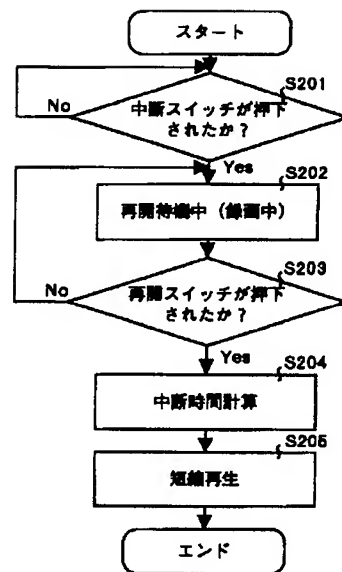 スタート
S201
中断スイッチが押下
されたか？
No
Yes
S202
再開待機中（録画中）
S203
再開スイッチが押下
されたか？
No
Yes
S204
中断時間計算
S205
短縮再生
エンド